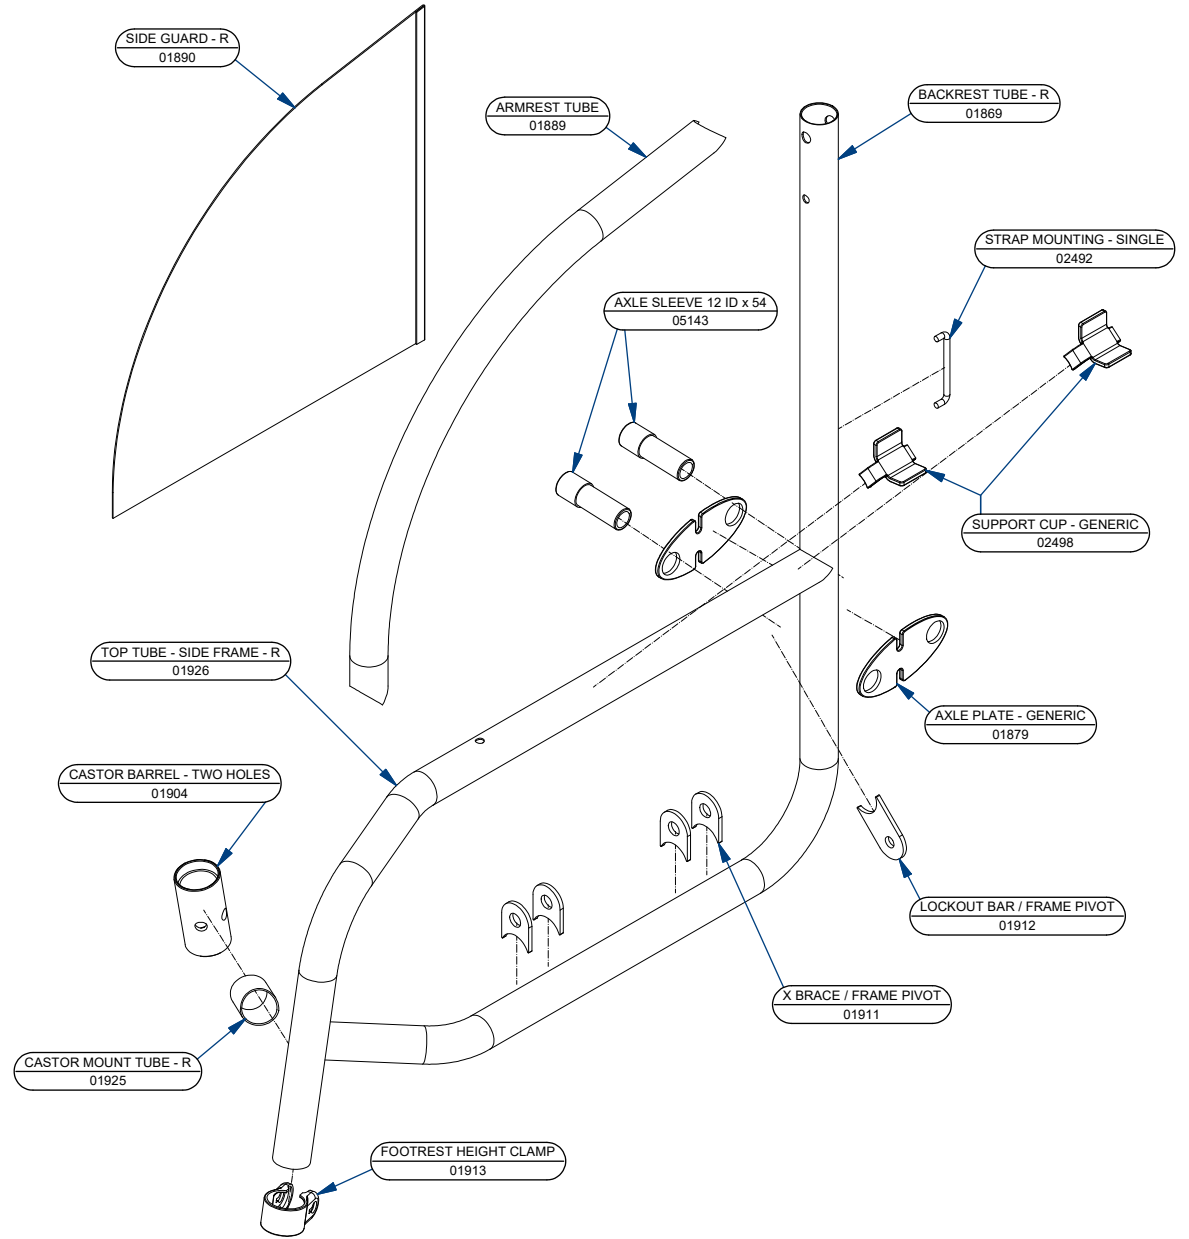 SIDE GUARD - R
01890
ARMREST TUBE
01889
BACKREST TUBE - R
01869
STRAP MOUNTING - SINGLE
02492
AXLE SLEEVE 12 ID x 54
05143
SUPPORT CUP - GENERIC
02498
TOP TUBE - SIDE FRAME - R
01926
AXLE PLATE - GENERIC
01879
CASTOR BARREL - TWO HOLES
01904
LOCKOUT BAR / FRAME PIVOT
01912
X BRACE / FRAME PIVOT
01911
CASTOR MOUNT TUBE - R
01925
FOOTREST HEIGHT CLAMP
01913